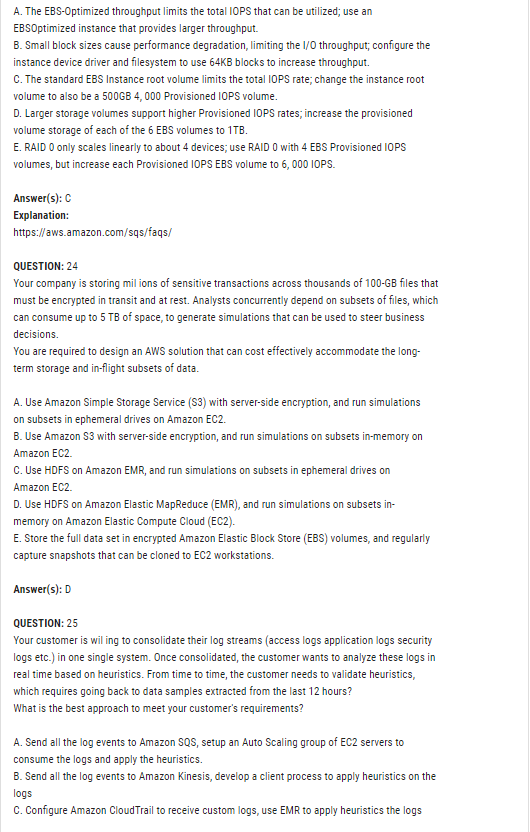 A. The EBS-Optimized throughput limits the total IOPS that can be utilized; use an
EBSOptimized instance that provides larger throughput.
B. Small block sizes cause performance degradation, limiting the I/O throughput; configure the
instance device driver and filesystem to use 64KB blocks to increase throughput.
C. The standard EBS Instance root volume limits the total IOPS rate; change the instance root
volume to also be a 500GB 4, 000 Provisioned IOPS volume.
D. Larger storage volumes support higher Provisioned IOPS rates; increase the provisioned
volume storage of each of the 6 EBS volumes to 1TB.
E. RAID 0 only scales linearly to about 4 devices; use RAID 0 with 4 EBS Provisioned IOPS
volumes, but increase each Provisioned IOPS EBS volume to 6, 000 IOPS.
Answer(s): C
Explanation:
https://aws.amazon.com/sqs/faqs/
QUESTION: 24
Your company is storing mil ions of sensitive transactions across thousands of 100-GB files that
must be encrypted in transit and at rest. Analysts concurrently depend on subsets of files, which
can consume up to 5 TB of space, to generate simulations that can be used to steer business
decisions.
You are required to design an AWS solution that can cost effectively accommodate the long-
term storage and in-flight subsets of data.
A. Use Amazon Simple Storage Service (S3) with server-side encryption, and run simulations
on subsets in ephemeral drives on Amazon EC2.
B. Use Amazon S3 with server-side encryption, and run simulations on subsets in-memory on
Amazon EC2.
C. Use HDFS on Amazon EMR, and run simulations on subsets in ephemeral drives on
Amazon EC2.
D. Use HDFS on Amazon Elastic MapReduce (EMR), and run simulations on subsets in-
memory on Amazon Elastic Compute Cloud (EC2).
E. Store the full data set in encrypted Amazon Elastic Block Store (EBS) volumes, and regularly
capture snapshots that can be cloned to EC2 workstations.
Answer(s): D
QUESTION: 25
Your customer is wil ing to consolidate their log streams (access logs application logs security
logs etc.) in one single system. Once consolidated, the customer wants to analyze these logs in
real time based on heuristics. From time to time, the customer needs to validate heuristics,
which requires going back to data samples extracted from the last 12 hours?
What is the best approach to meet your customer's requirements?
A. Send all the log events to Amazon SQS, setup an Auto Scaling group of EC2 servers to
consume the logs and apply the heuristics.
B. Send all the log events to Amazon Kinesis, develop a client process to apply heuristics on the
logs
C. Configure Amazon CloudTrail to receive custom logs, use EMR to apply heuristics the logs